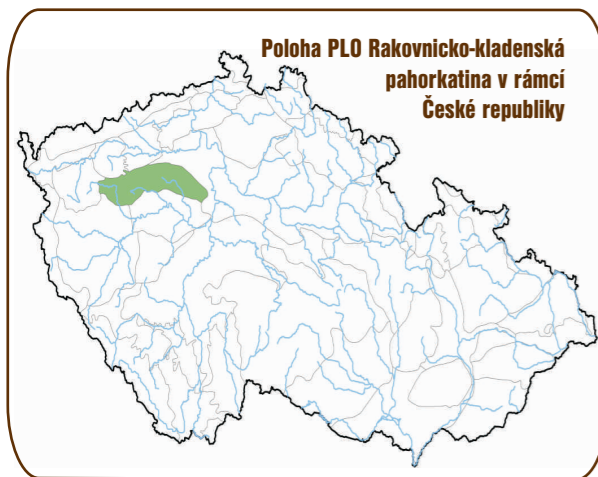 Poloha PLO Rakovnicko-kladenská
pahorkatina v rámci
České republiky